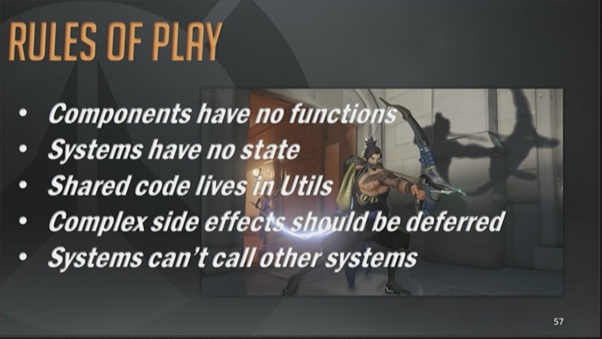 RULES OF PLAY
• Components have no functions
• Systems have no state
• Shared code lives in Utils
• Complex side effects should be deferred
• Systems can't call other systems
57